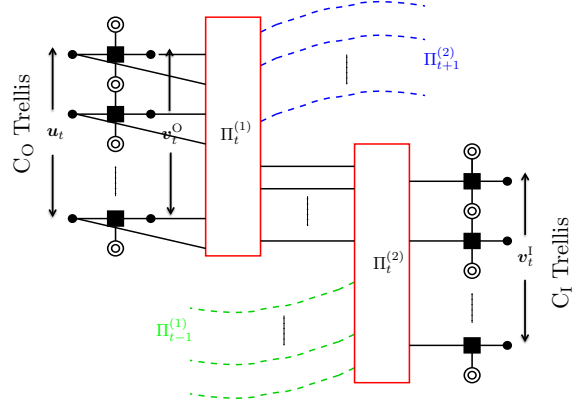 C_O Trellis
𝒖_t
𝒗_t^O
Π_t^{(1)}
Π_{t+1}^{(2)}
Π_{t-1}^{(1)}
Π_t^{(2)}
𝒗_t^I
C_I Trellis